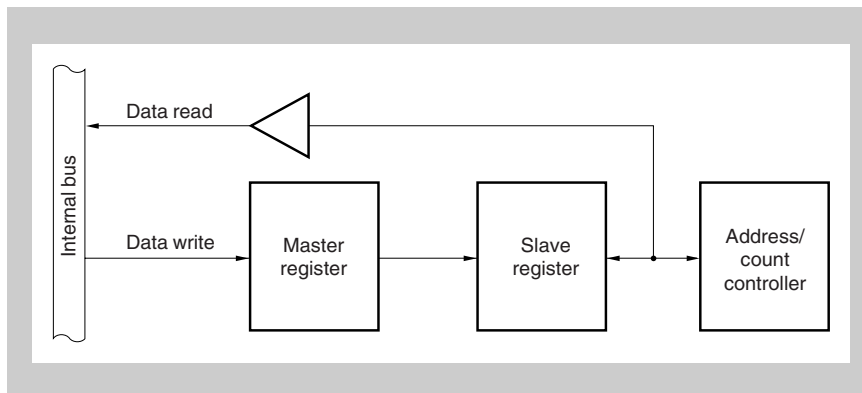 Data read
Internal bus
Data write
Master
register
Slave
register
Address/
count
controller